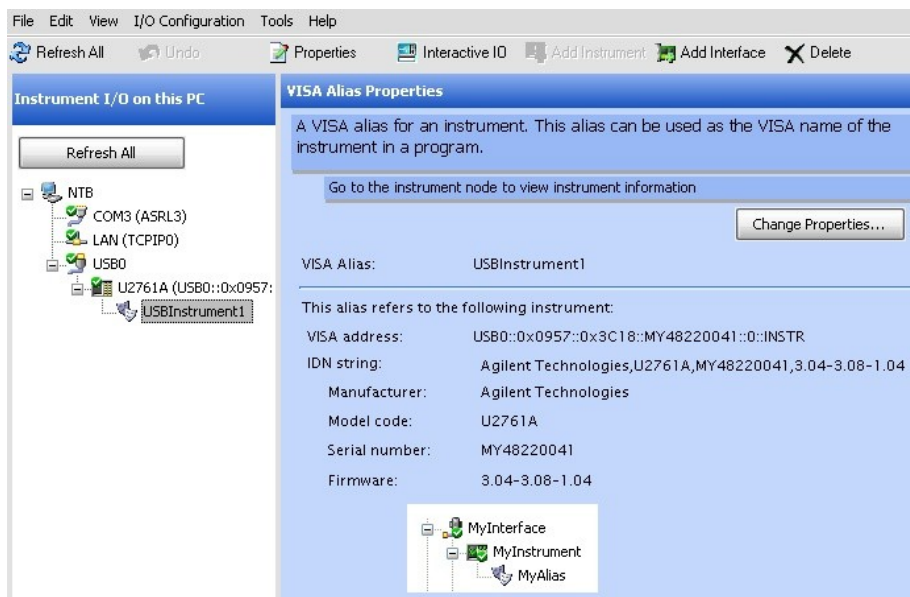 File Edit View I/O Configuration Tools Help
Refresh All Undo Properties Interactive IO Add Instrument Add Interface Delete
Instrument I/O on this PC
Refresh All
NTB
COM3 (ASRL3)
LAN (TCPIP0)
USB0
U2761A (USB0::0x0957:
USBInstrument1
VISA Alias Properties
A VISA alias for an instrument. This alias can be used as the VISA name of the
instrument in a program.
Go to the instrument node to view instrument information
Change Properties...
VISA Alias: USBInstrument1
This alias refers to the following instrument:
VISA address: USB0::0x0957::0x3C18::MY48220041::0::INSTR
IDN string: Agilent Technologies,U2761A,MY48220041,3.04-3.08-1.04
Manufacturer: Agilent Technologies
Model code: U2761A
Serial number: MY48220041
Firmware: 3.04-3.08-1.04
MyInterface
MyInstrument
MyAlias